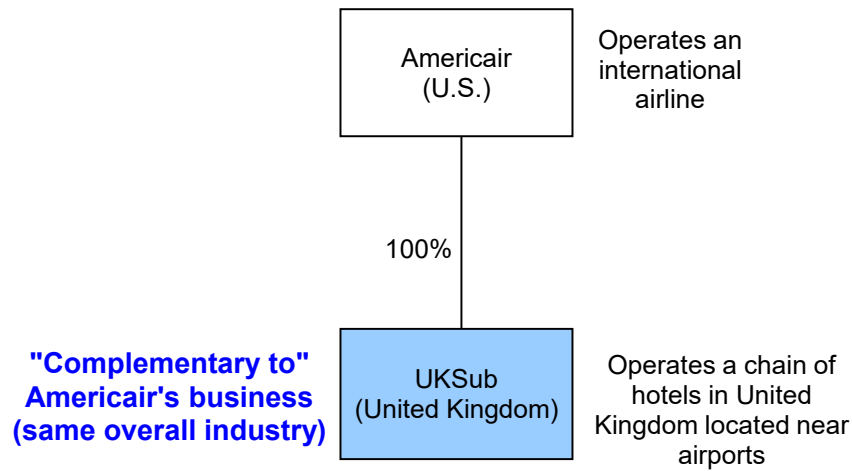 Americair
(U.S.)
Operates an
international
airline
100%
"Complementary to"
Americair's business
(same overall industry)
UKSub
(United Kingdom)
Operates a chain of
hotels in United
Kingdom located near
airports